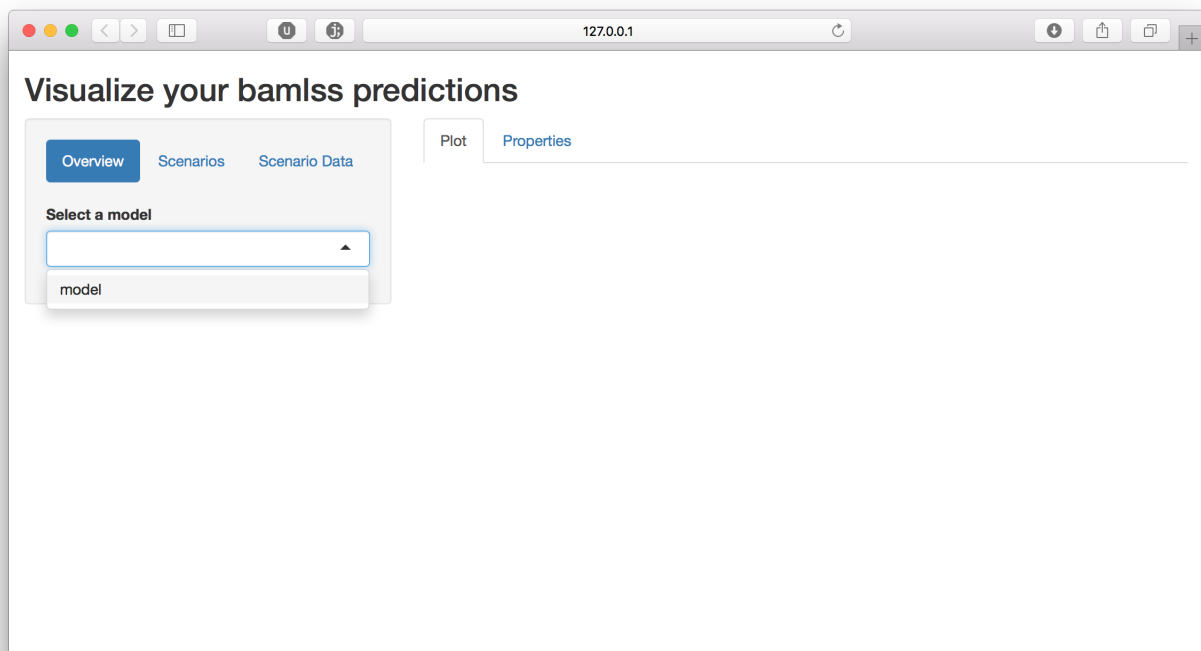 127.0.0.1
Visualize your bamlss predictions
Overview Scenarios Scenario Data
Select a model
model
Plot Properties